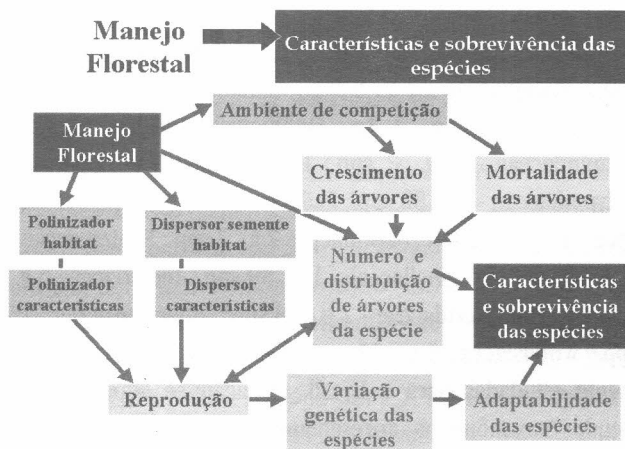 Manejo
Florestal
Características e sobrevivência das
espécies
Ambiente de competição
Manejo
Florestal
Crescimento
das árvores
Mortalidade
das árvores
Polinizador
habitat
Dispersor semente
habitat
Número e
distribuição
de árvores
da espécie
Polinizador
características
Dispersor
características
Características
e sobrevivência
das espécies
Reprodução
Variação
genética das
espécies
Adaptabilidade
das espécies